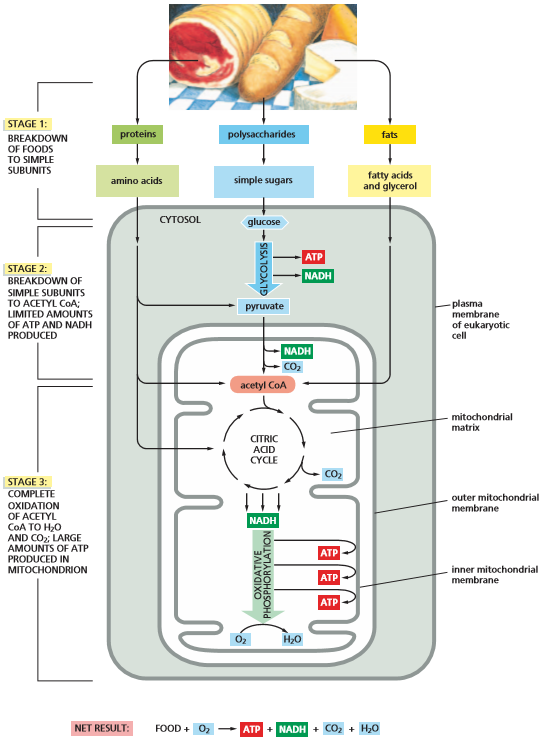 STAGE 1:
BREAKDOWN
OF FOODS
TO SIMPLE
SUBUNITS
proteins
polysaccharides
fats
amino acids
simple sugars
fatty acids
and glycerol
CYTOSOL
glucose
STAGE 2:
BREAKDOWN OF
SIMPLE SUBUNITS
TO ACETYL CoA;
LIMITED AMOUNTS
OF ATP AND NADH
PRODUCED
GLYCOLYSIS
ATP
NADH
pyruvate
plasma
membrane
of eukaryotic
cell
NADH
CO2
acetyl CoA
mitochondrial
matrix
CITRIC
ACID
CYCLE
CO2
STAGE 3:
COMPLETE
OXIDATION
OF ACETYL
CoA TO H2O
AND CO2; LARGE
AMOUNTS OF ATP
PRODUCED IN
MITOCHONDRION
outer mitochondrial
membrane
NADH
OXIDATIVE
PHOSPHORYLATION
ATP
ATP
ATP
inner mitochondrial
membrane
O2
H2O
NET RESULT: FOOD + O2 → ATP + NADH + CO2 + H2O